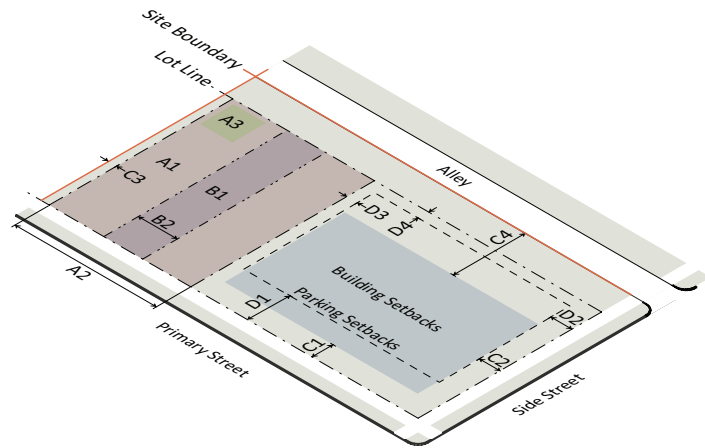 Site Boundary
Lot Line
A3
A1
C3
B1
B2
A2
Alley
D3
D4
C4
Building Setbacks
Parking Setbacks
D1
D2
C1
C2
Primary Street
Side Street